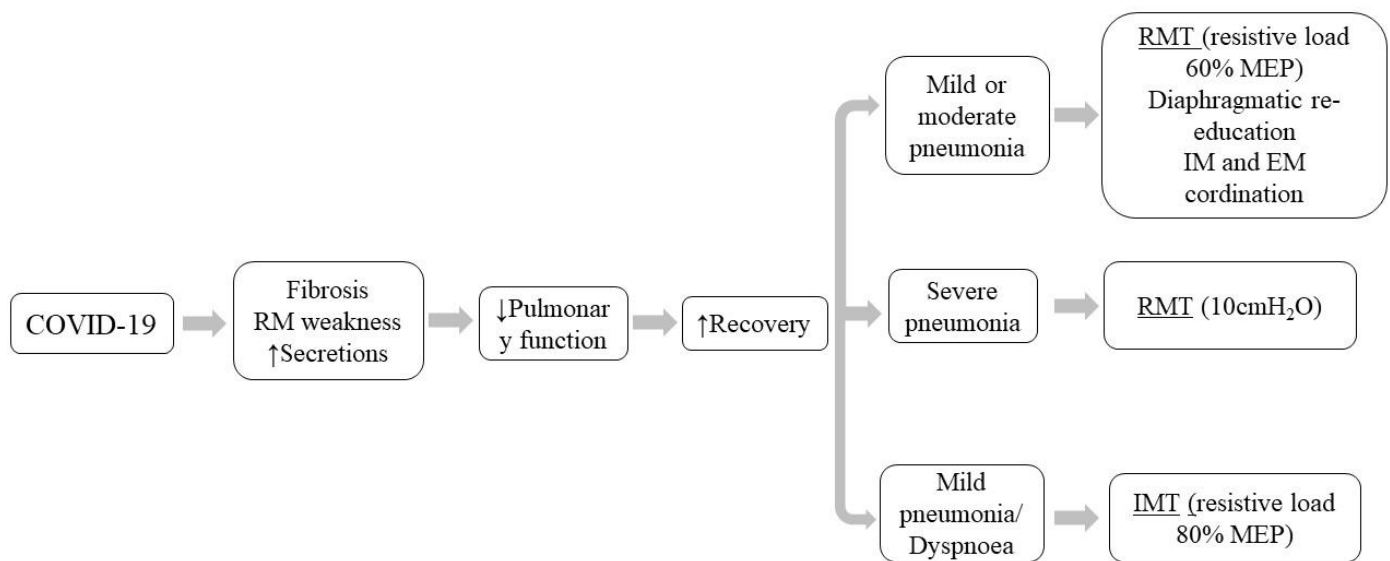 COVID-19
Fibrosis
RM weakness
↑Secretions
↓Pulmonar
y function
↑Recovery
Mild or
moderate
pneumonia
RMT (resistive load
60% MEP)
Diaphragmatic re-
education
IM and EM
cordination
Severe
pneumonia
RMT (10cmH₂O)
Mild
pneumonia/
Dyspnoea
IMT (resistive load
80% MEP)